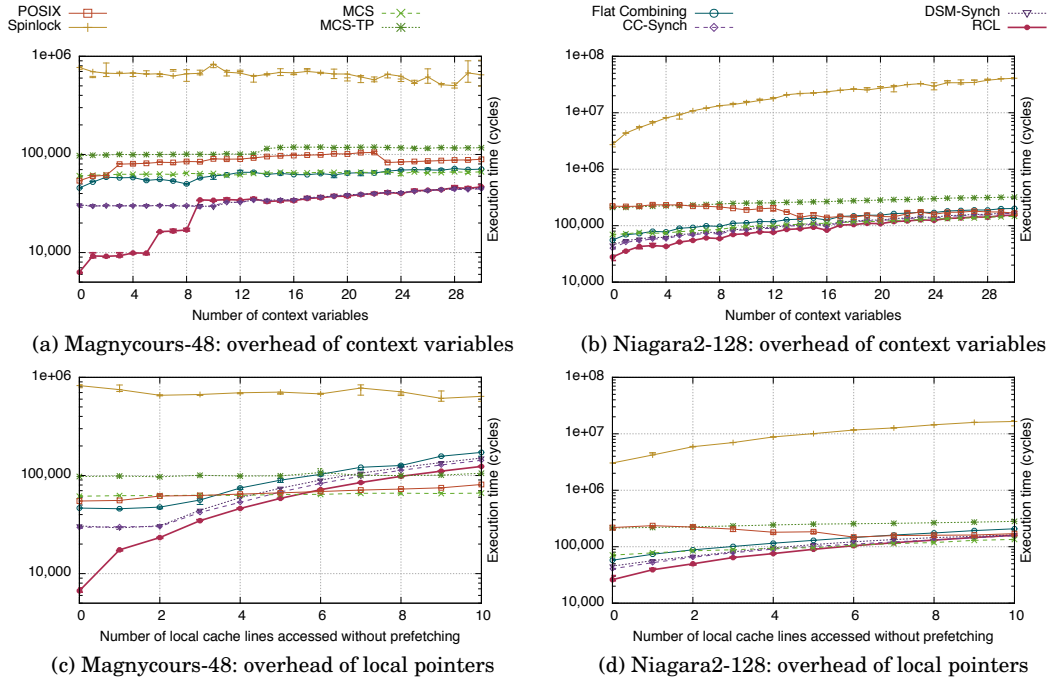 POSIX
Spinlock
MCS
MCS-TP
Flat Combining
CC-Synch
DSM-Synch
RCL
1e+06
100,000
10,000
0 4 8 12 16 20 24 28
Execution time (cycles)
Number of context variables
(a) Magnycours-48: overhead of context variables
1e+08
1e+07
1e+06
100,000
10,000
0 4 8 12 16 20 24 28
Execution time (cycles)
Number of context variables
(b) Niagara2-128: overhead of context variables
1e+06
100,000
10,000
0 2 4 6 8 10
Execution time (cycles)
Number of local cache lines accessed without prefetching
(c) Magnycours-48: overhead of local pointers
1e+08
1e+07
1e+06
100,000
10,000
0 2 4 6 8 10
Execution time (cycles)
Number of local cache lines accessed without prefetching
(d) Niagara2-128: overhead of local pointers